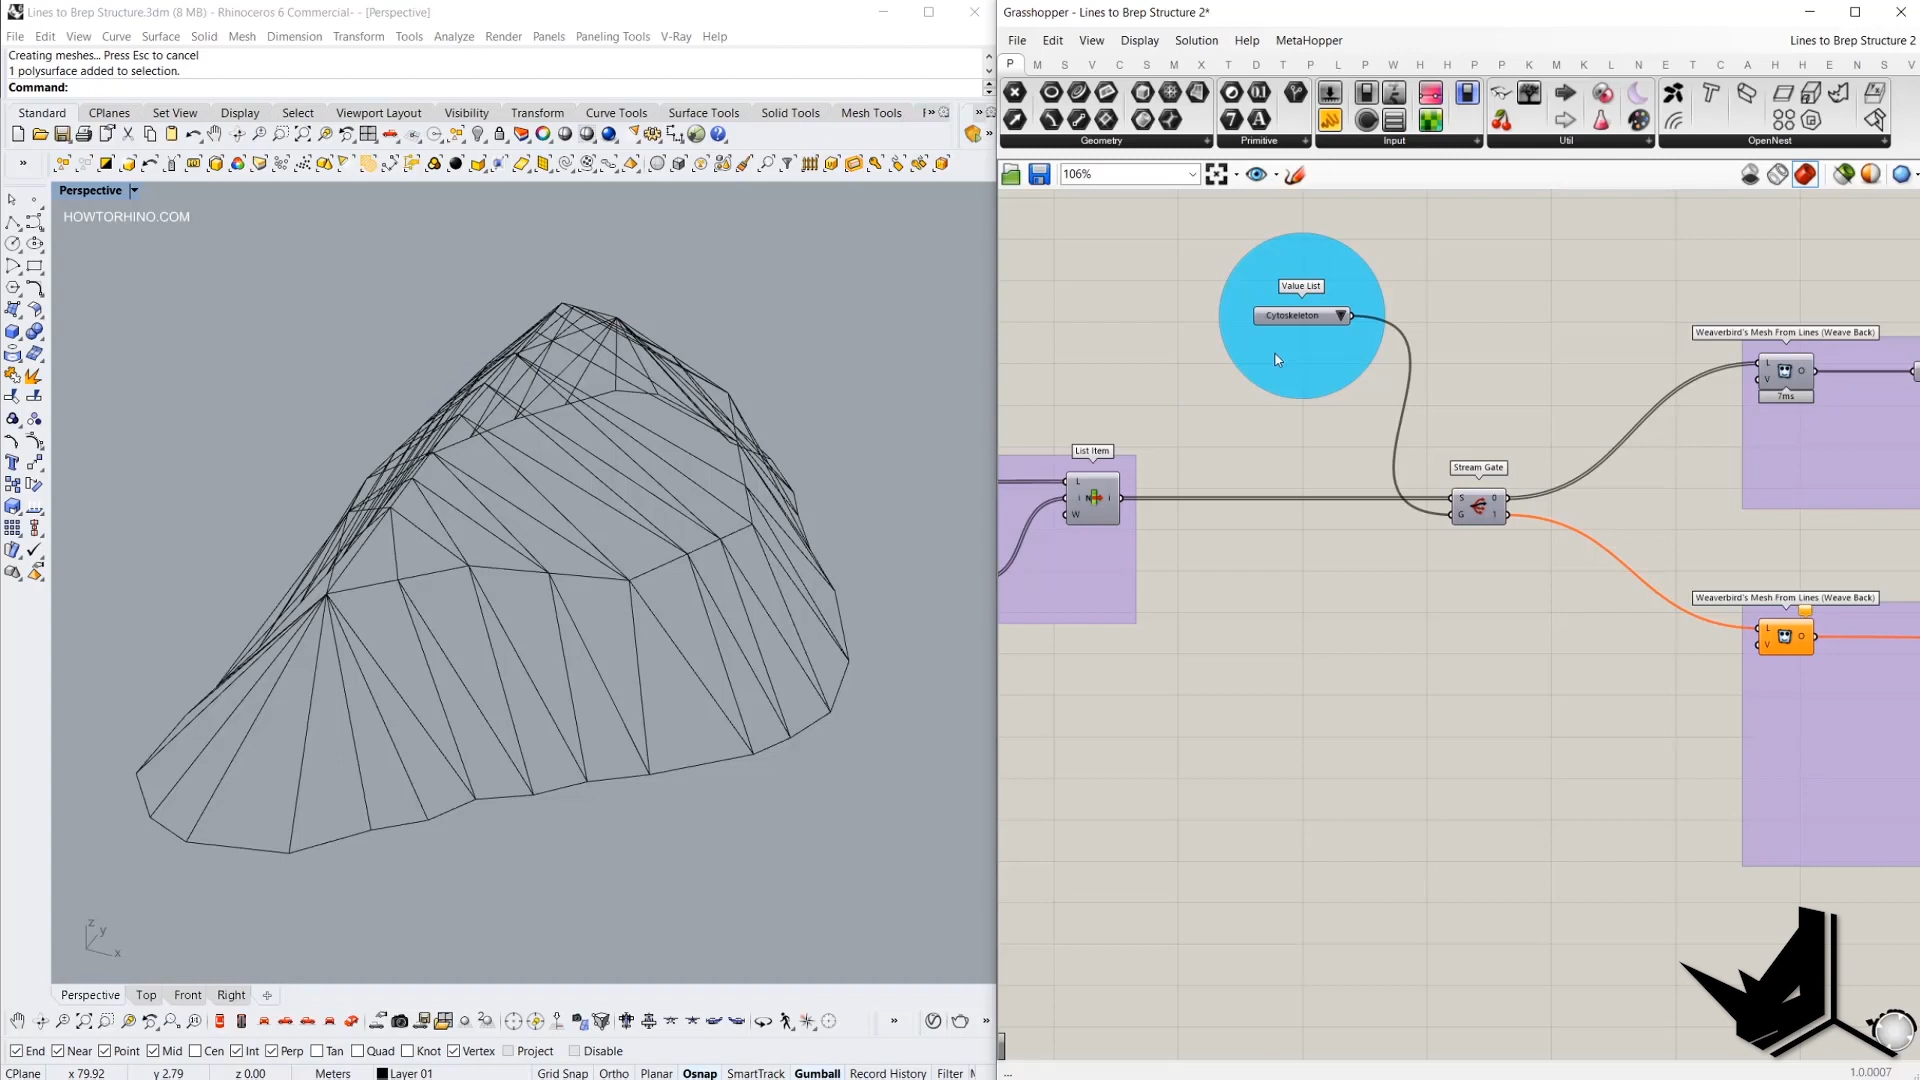 Lines to Brep Structure.3dm (8 MB) - Rhinoceros 6 Commercial- - [Perspective]
File Edit View Curve Surface Solid Mesh Dimension Transform Tools Analyze Render Panels Paneling Tools V-Ray Help
Creating meshes... Press Esc to cancel
1 polysurface added to selection.
Command:
Standard CPlanes Set View Display Select Viewport Layout Visibility Transform Curve Tools Surface Tools Solid Tools Mesh Tools
Perspective
HOWTORHINO.COM
z
y
x
Perspective Top Front Right
End Near Point Mid Cen Int Perp Tan Quad Knot Vertex Project Disable
CPlane x 79.92 y 2.79 z 0.00 Meters Layer 01 Grid Snap Ortho Planar Osnap SmartTrack Gumball Record History Filter
Grasshopper - Lines to Brep Structure 2*
File Edit View Display Solution Help MetaHopper Lines to Brep Structure 2
P M S V C S M X T D T P L P W H H P P K M K L N E T C A H H E N S V
Geometry Primitive Input Util OpenNest
106%
Value List
Cytoskeleton
Weaverbird's Mesh From Lines (Weave Back)
L
V
O
7ms
List Item
L
i N i
W
Stream Gate
S 0
G 1
Weaverbird's Mesh From Lines (Weave Back)
L
V
O
...
1.0.0007